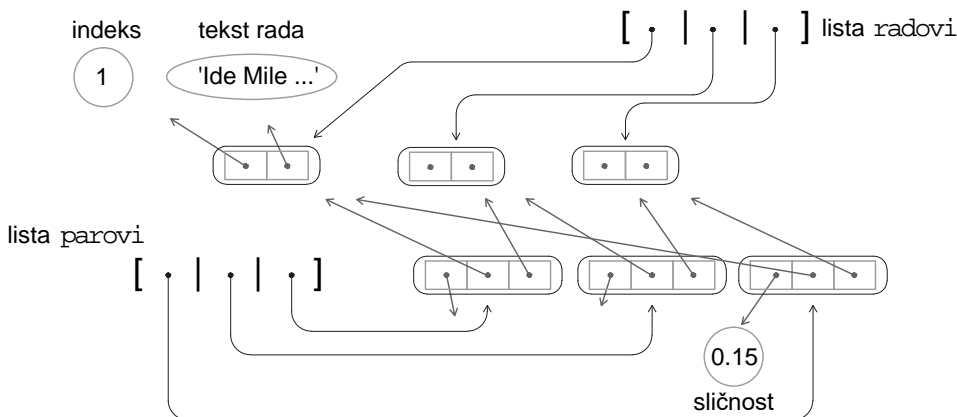 [ | | ] lista radovi
indeks tekst rada
1 'Ide Mile ...'
lista parovi
[ | | ]
0.15
sličnost